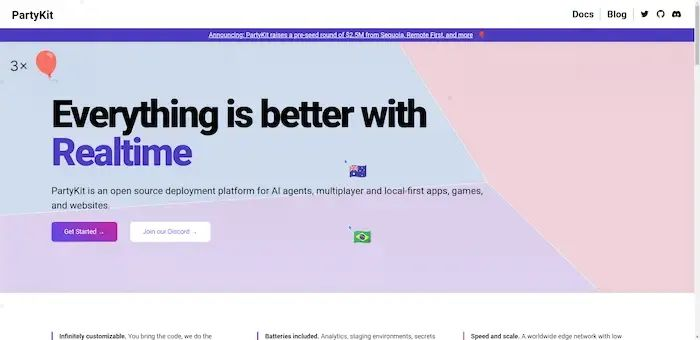 PartyKit
Docs
Blog
Announcing: PartyKit raises a pre-seed round of $2.5M from Sequoia, Remote First, and more
3×
Everything is better with
Realtime
PartyKit is an open source deployment platform for AI agents, multiplayer and local-first apps, games,
and websites.
Get Started →
Join our Discord →
Infinitely customizable. You bring the code, we do the
Batteries included. Analytics, staging environments, secrets
Speed and scale. A worldwide edge network with low